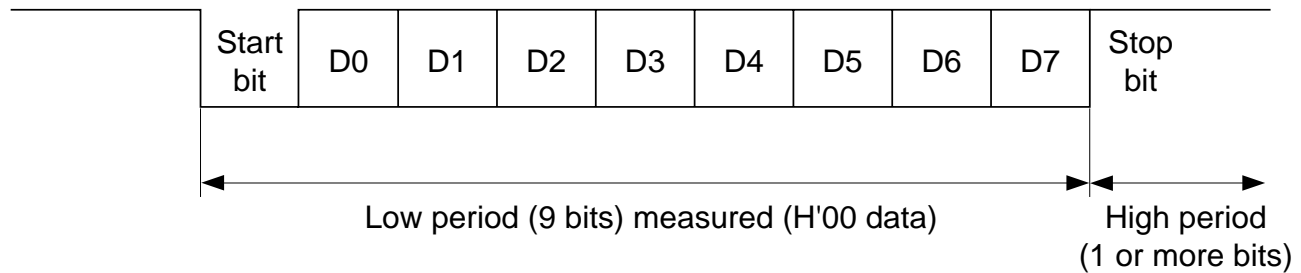 Start bit D0 D1 D2 D3 D4 D5 D6 D7 Stop bit
Low period (9 bits) measured (H'00 data)
High period
(1 or more bits)